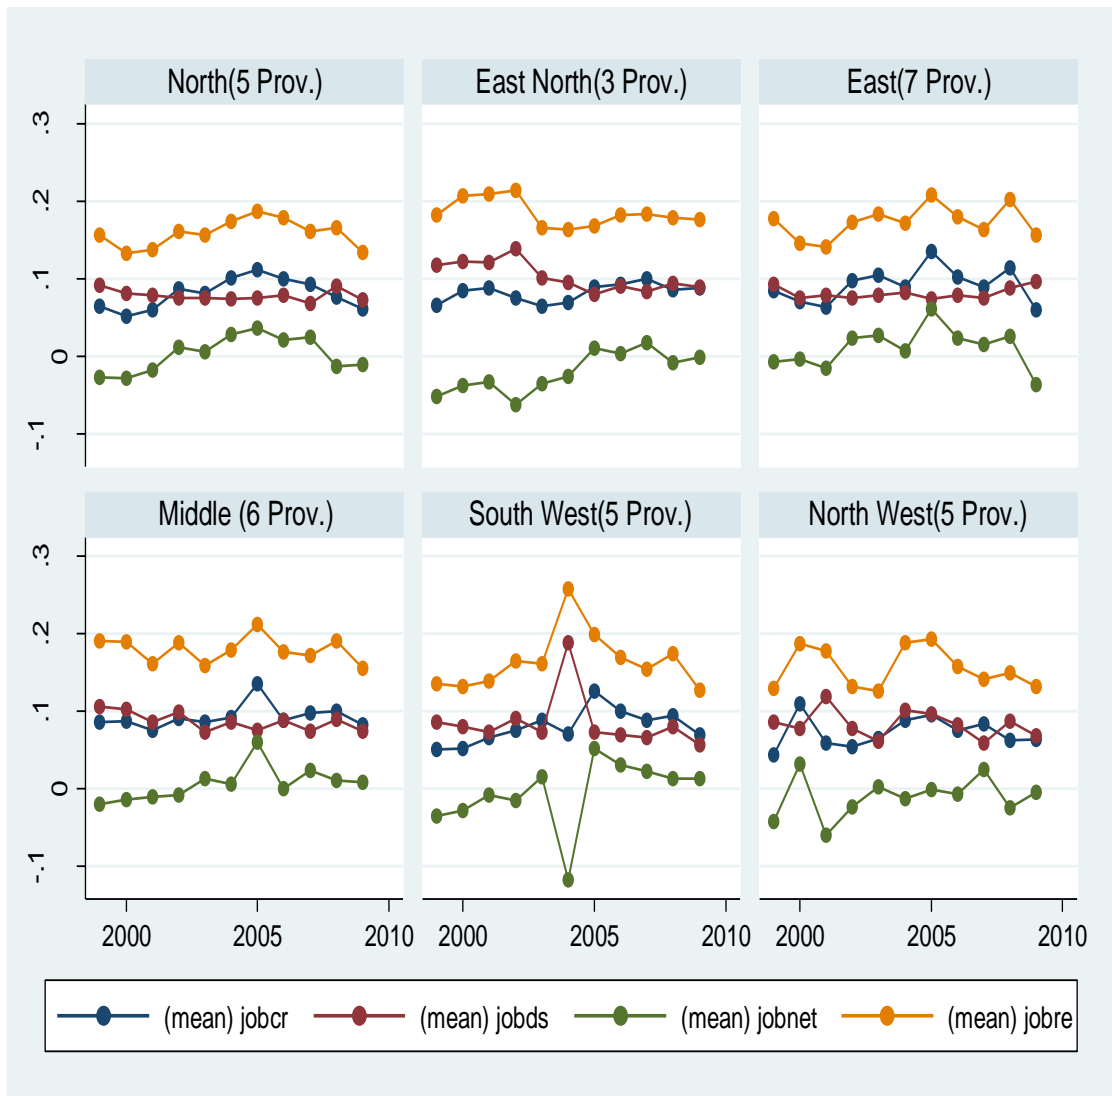 North(5 Prov.)
East North(3 Prov.)
East(7 Prov.)
.3
.2
.1
0
-.1
Middle (6 Prov.)
South West(5 Prov.)
North West(5 Prov.)
.3
.2
.1
0
-.1
2000 2005 2010
2000 2005 2010
2000 2005 2010
(mean) jobcr (mean) jobds (mean) jobnet (mean) jobre